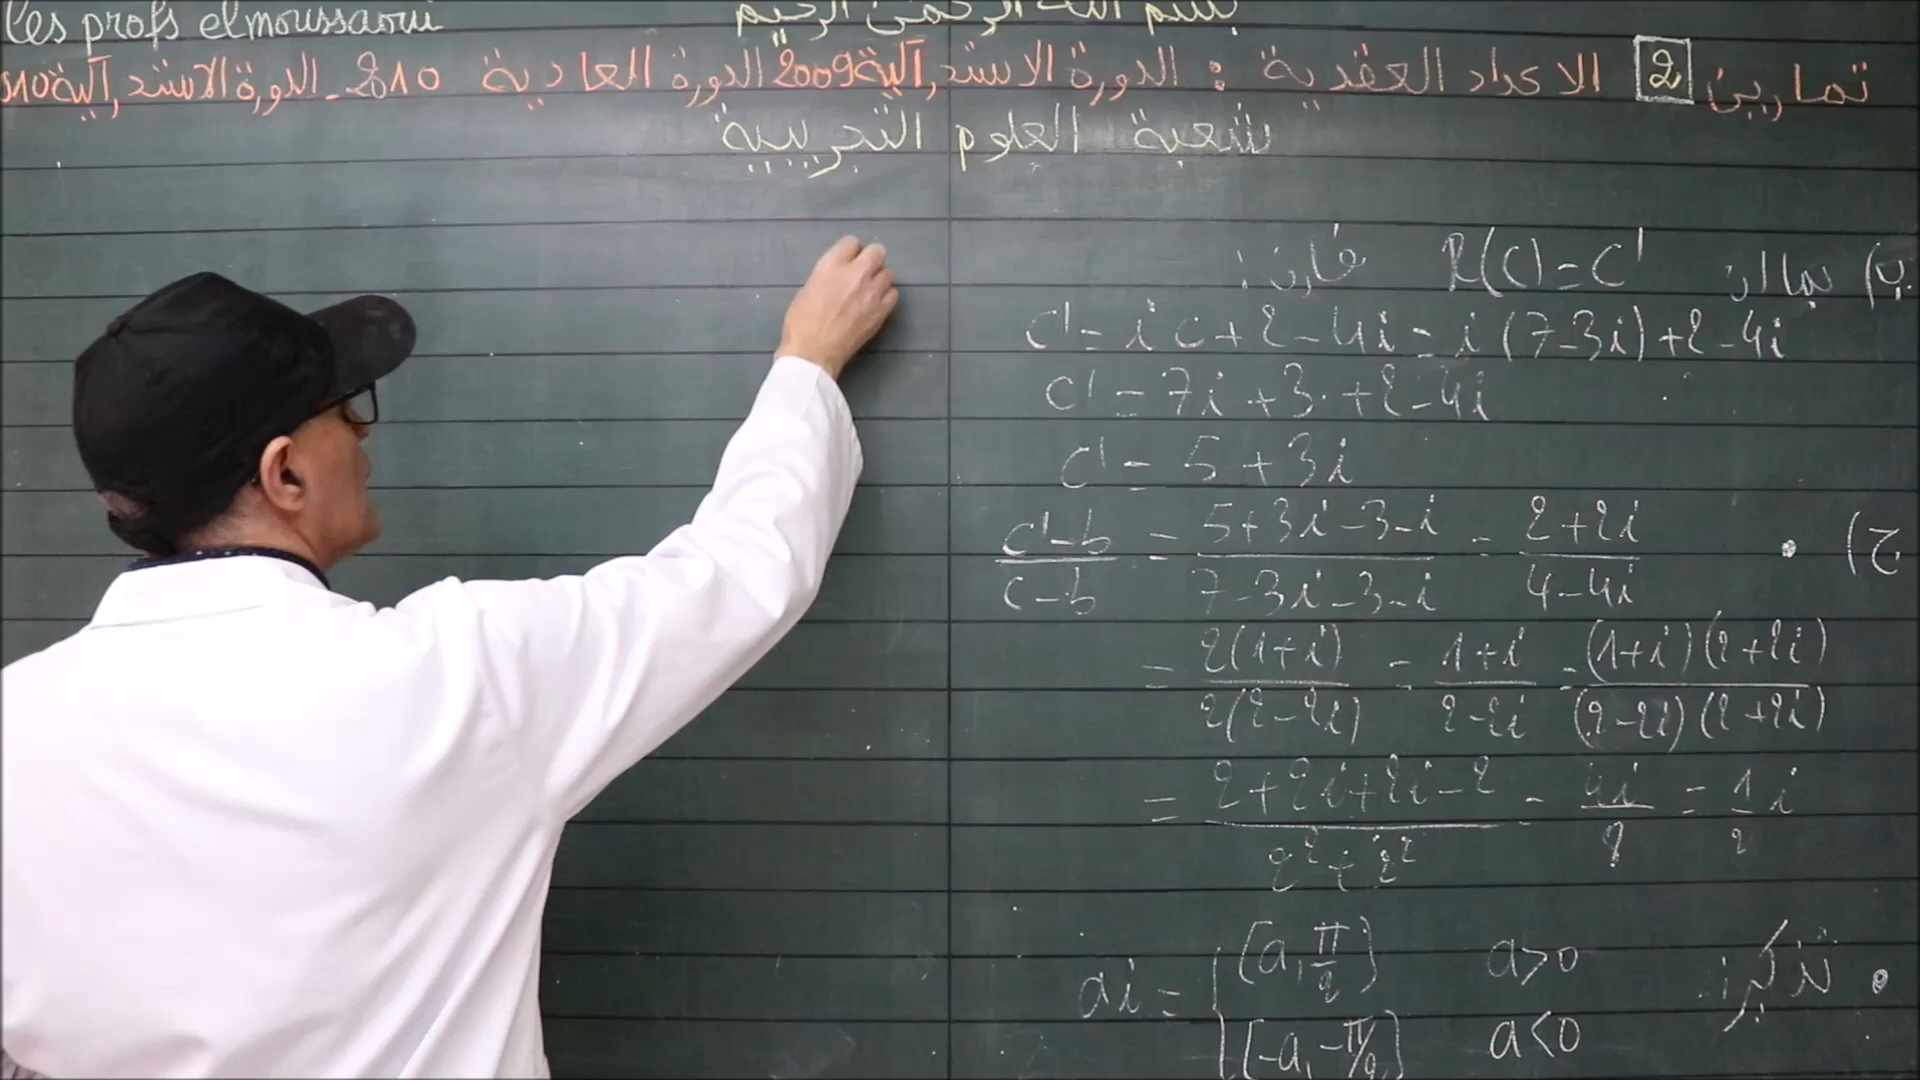 les profs elmoussaoui
بسم الله الرحمن الرحيم
تمارين 2 الاعداد العقدية : الدورة الاستدراكية 2009 الدورة العادية 2010 - الدورة الاستدراكية
شعبة العلوم التجريبية
ب) بما ان R(C)=C' فإن :
c' = ic + 2 - 4i = i(7-3i) + 2 - 4i
c' = 7i + 3 + 2 - 4i
c' = 5 + 3i
ج) • (c'-b)/(c-b) = (5+3i-3-i)/(7-3i-3-i) = (2+2i)/(4-4i)
= 2(1+i)/2(2-2i) = (1+i)/(2-2i) = (1+i)(2+2i)/(2-2i)(2+2i)
= (2+2i+2i-2)/(2²+2²) = 4i/8 = 1/2 i
• تذكير :
ai = { [a, π/2] a>0
[-a, -π/2] a<0